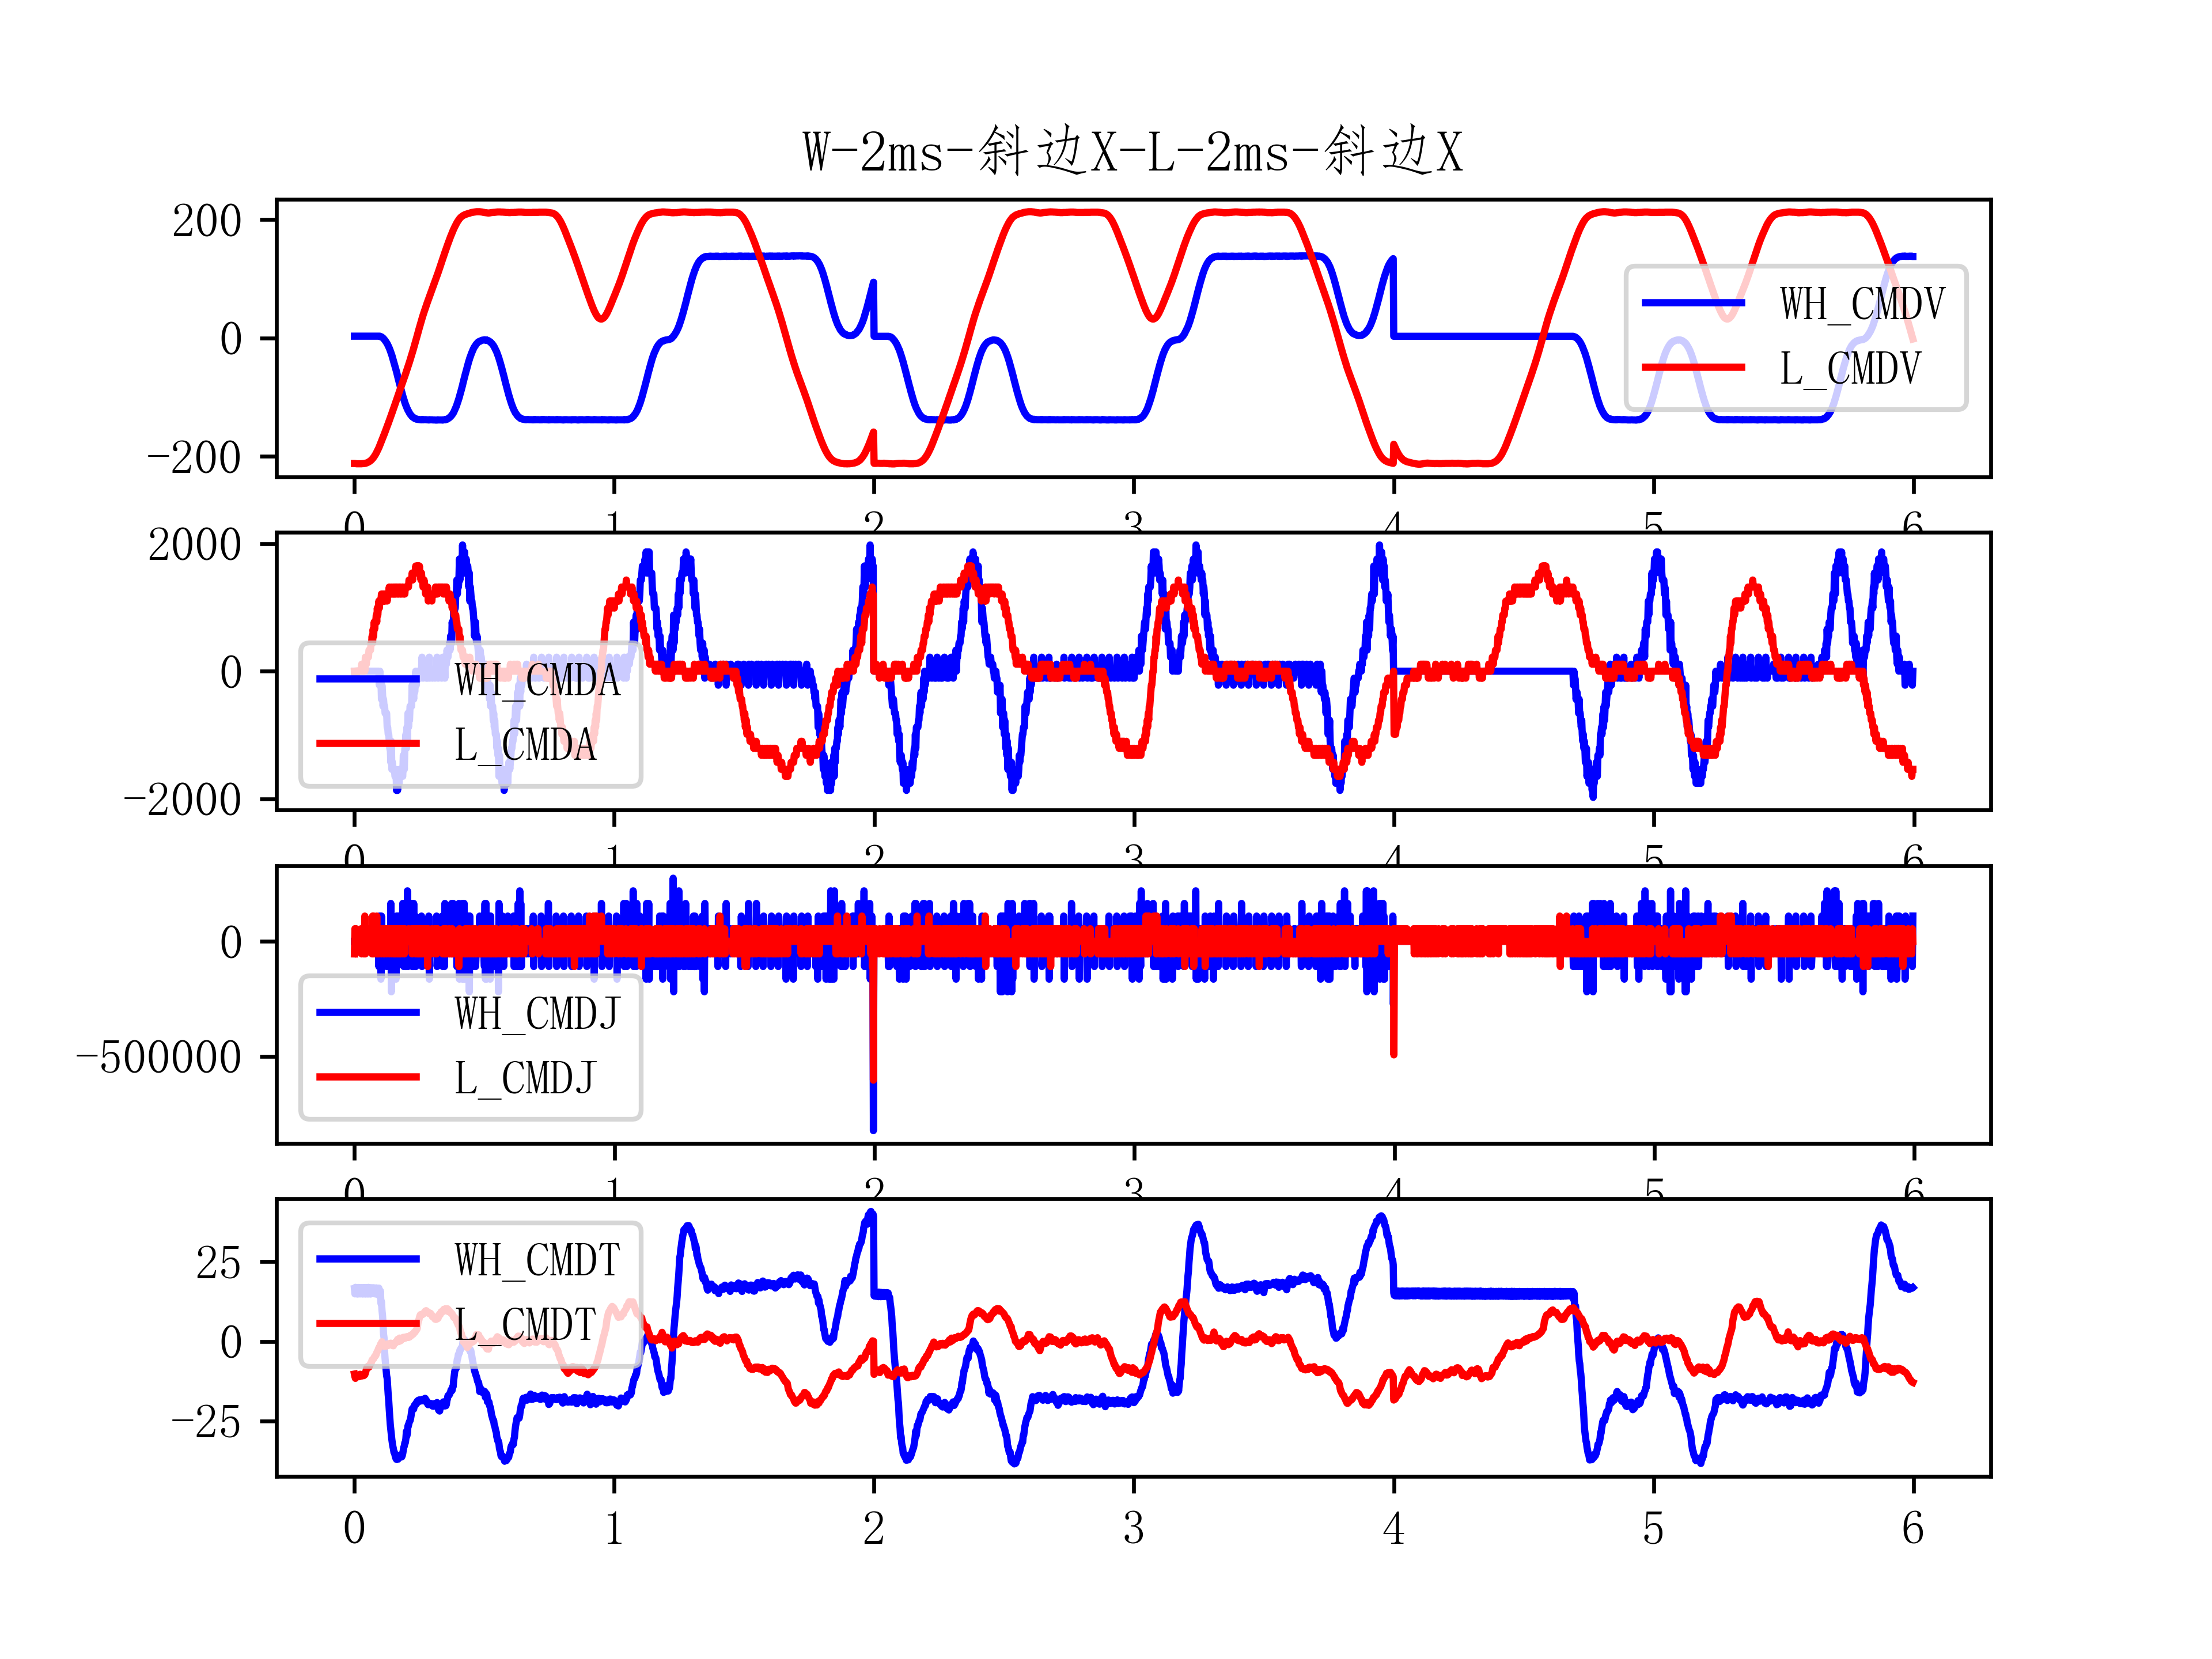 W-2ms-斜边X-L-2ms-斜边X
200
0
-200
WH_CMDV
L_CMDV
0 1 2 3 4 5 6
2000
0
-2000
WH_CMDA
L_CMDA
0 1 2 3 4 5 6
0
-500000
WH_CMDJ
L_CMDJ
0 1 2 3 4 5 6
25
0
-25
WH_CMDT
L_CMDT
0 1 2 3 4 5 6